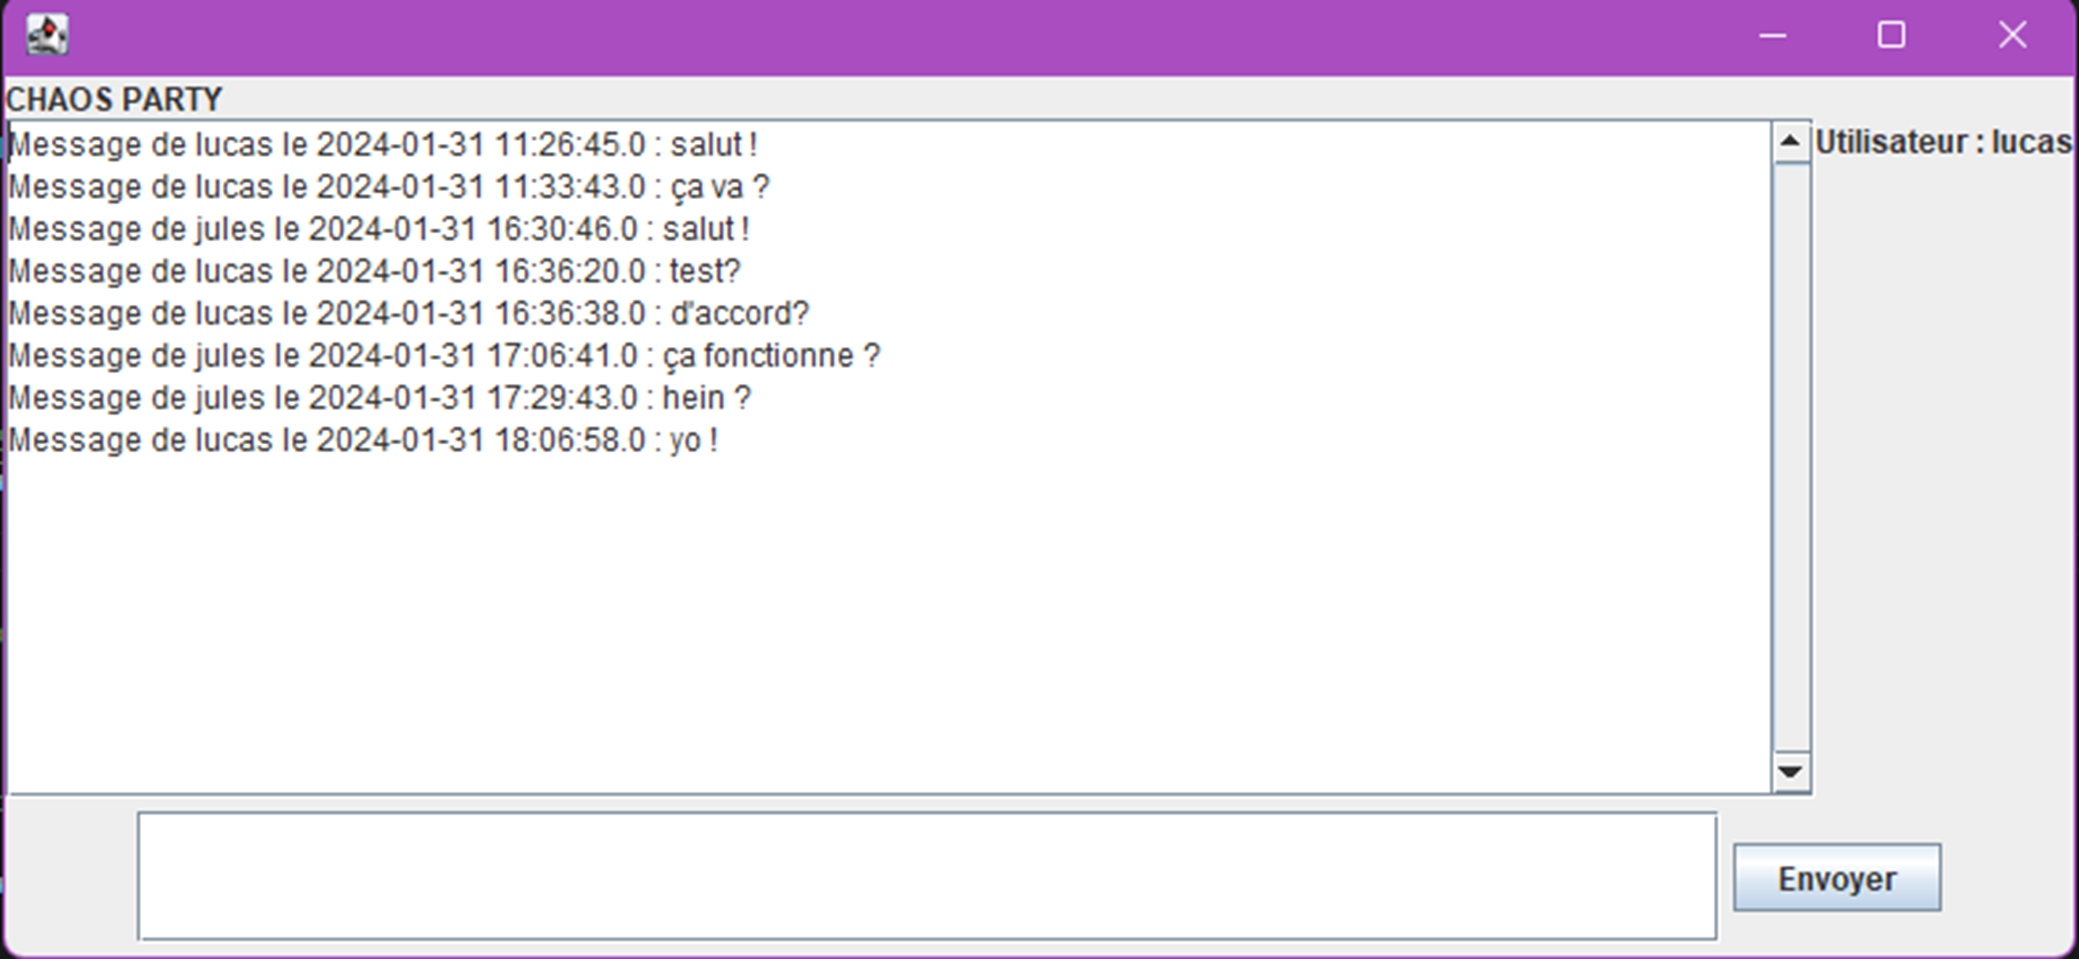 CHAOS PARTY
Message de lucas le 2024-01-31 11:26:45.0 : salut !
Message de lucas le 2024-01-31 11:33:43.0 : ça va ?
Message de jules le 2024-01-31 16:30:46.0 : salut !
Message de lucas le 2024-01-31 16:36:20.0 : test?
Message de lucas le 2024-01-31 16:36:38.0 : d'accord?
Message de jules le 2024-01-31 17:06:41.0 : ça fonctionne ?
Message de jules le 2024-01-31 17:29:43.0 : hein ?
Message de lucas le 2024-01-31 18:06:58.0 : yo !
Utilisateur : lucas
Envoyer